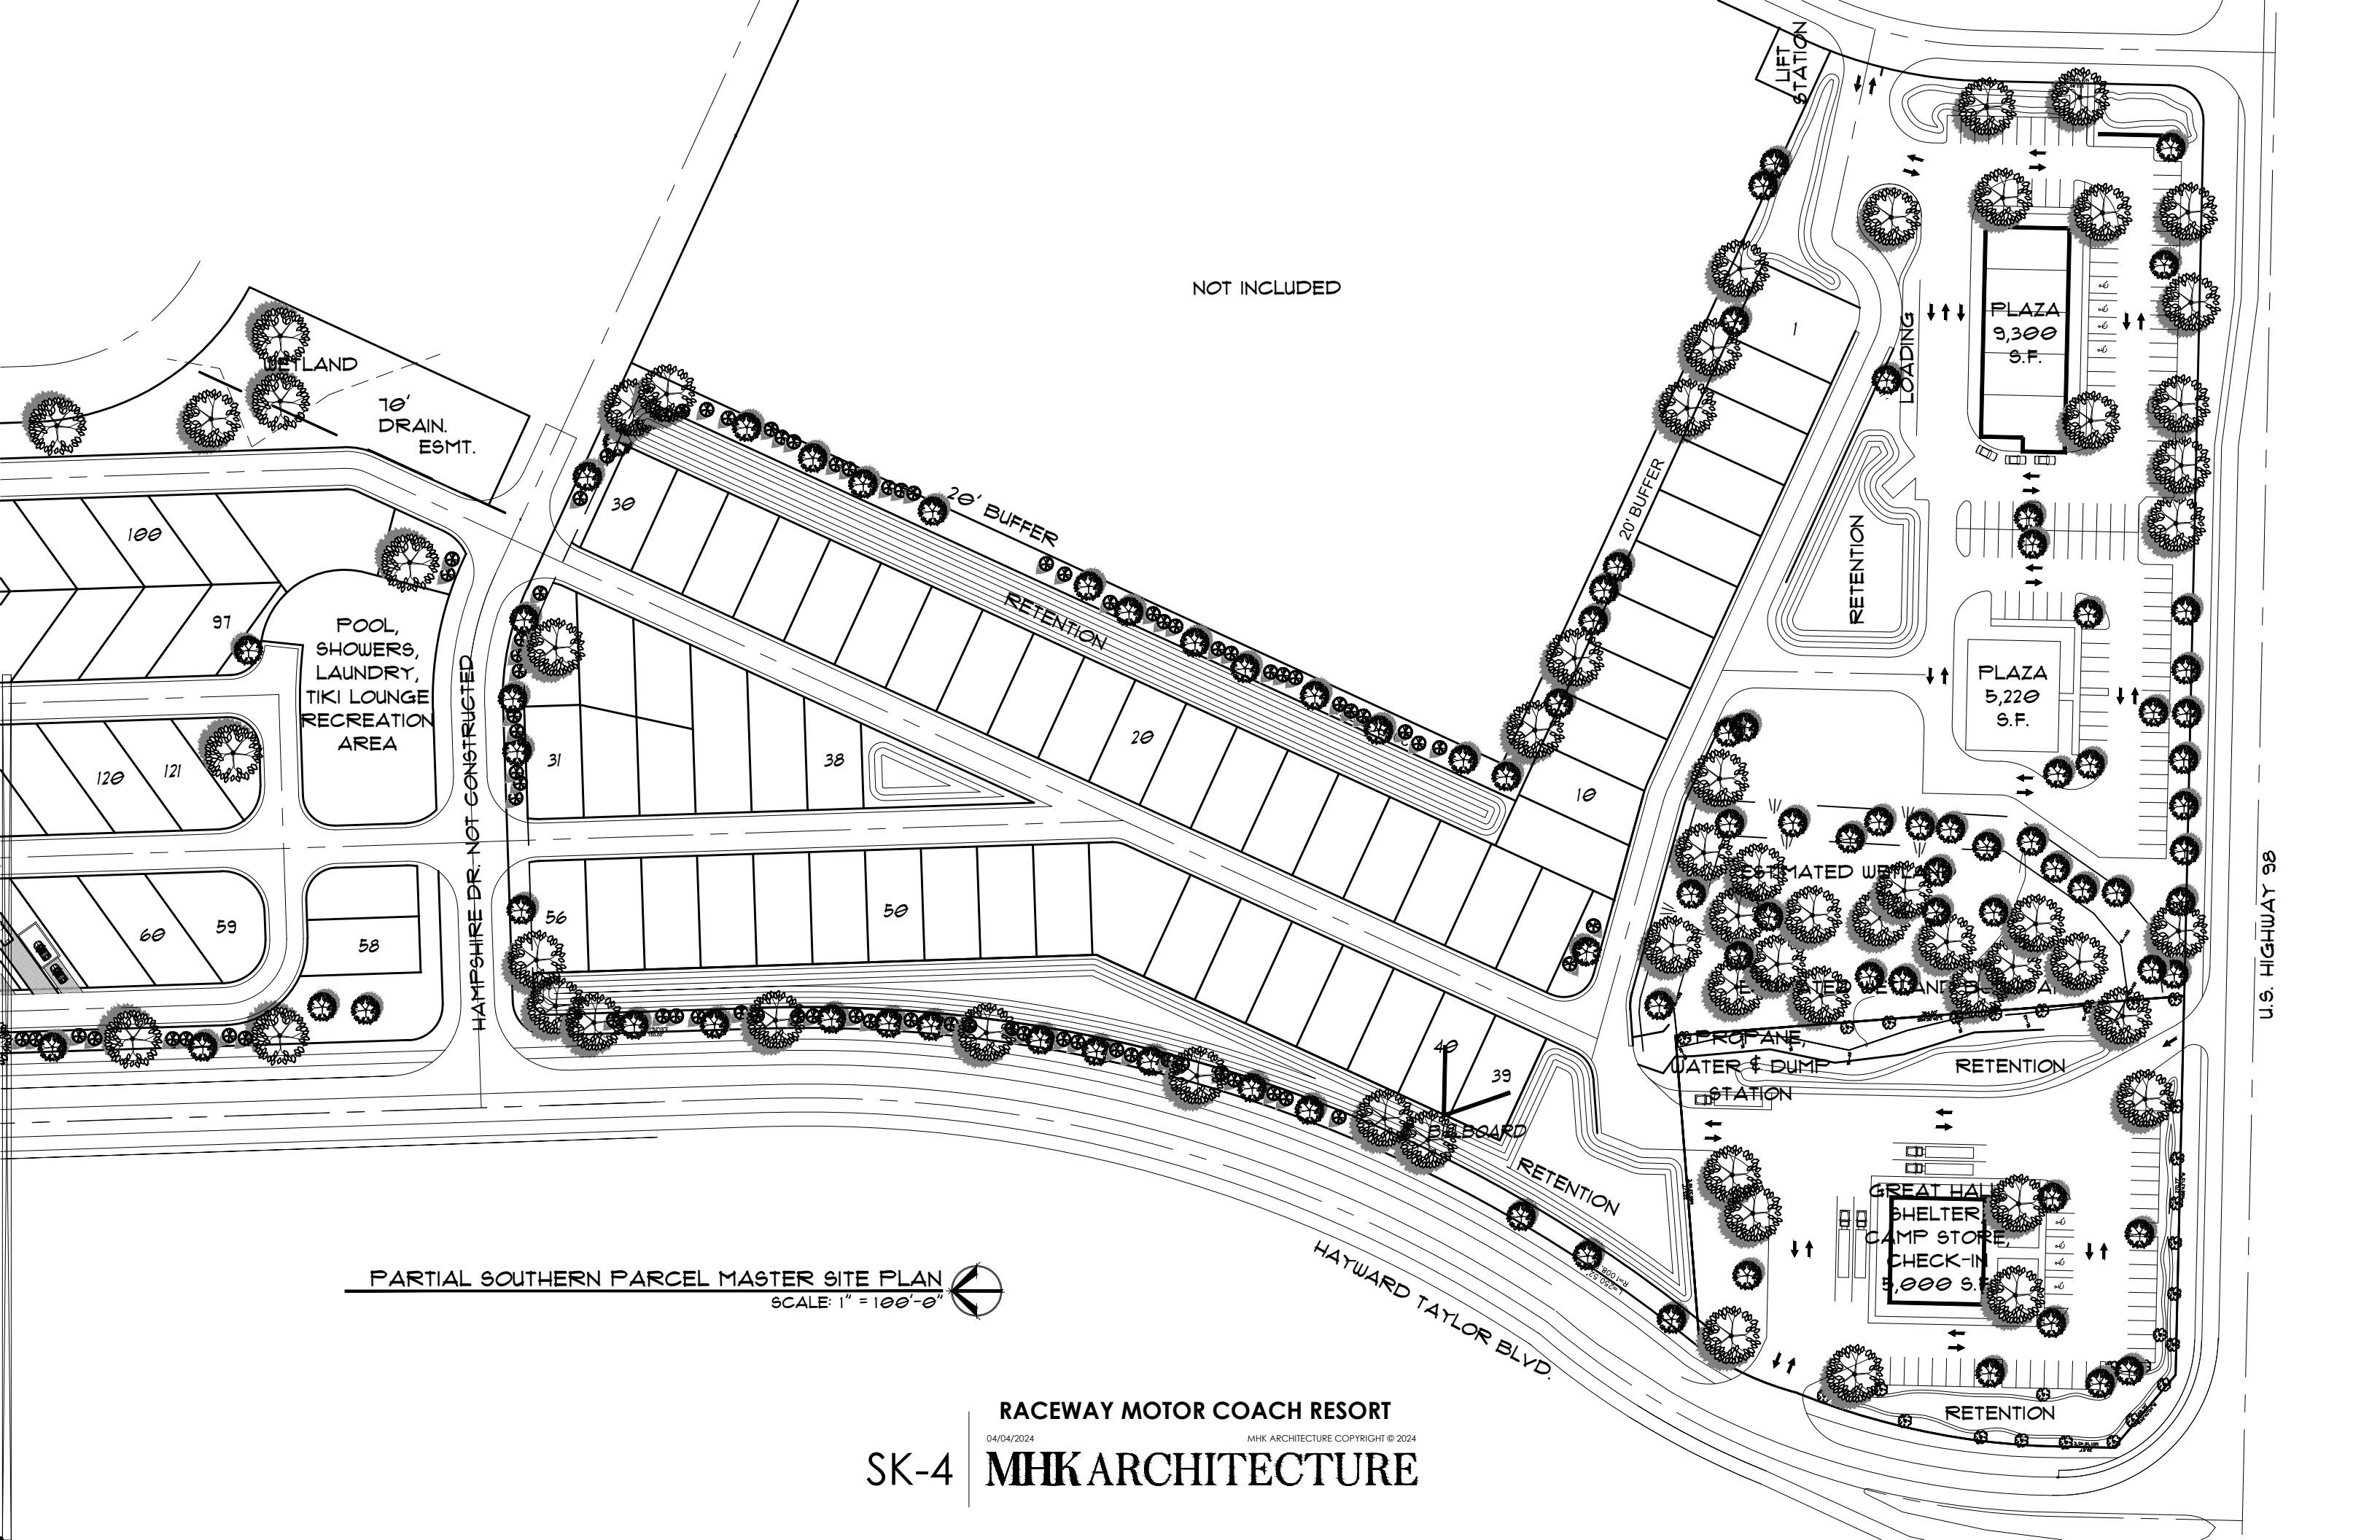 LIFT
STATION
NOT INCLUDED
PLAZA
9,300
S.F.
LOADING
1
WETLAND
70'
DRAIN.
ESMT.
30
20' BUFFER
20' BUFFER
RETENTION
RETENTION
100
97
POOL,
SHOWERS,
LAUNDRY,
TIKI LOUNGE
RECREATION
AREA
HAMPSHIRE DR. NOT CONSTRUCTED
PLAZA
5,220
S.F.
120
121
31
38
20
10
ESTIMATED WETLAND
U.S. HIGHWAY 98
60
59
58
56
50
40
39
PROPANE,
WATER & DUMP
STATION
RETENTION
BILLBOARD
RETENTION
GREAT HALL
SHELTER,
CAMP STORE,
CHECK-IN
5,000 S.F.
HAYWARD TAYLOR BLVD.
RETENTION
PARTIAL SOUTHERN PARCEL MASTER SITE PLAN
SCALE: 1" = 100'-0"
RACEWAY MOTOR COACH RESORT
04/04/2024 MHK ARCHITECTURE COPYRIGHT © 2024
SK-4 MHK ARCHITECTURE